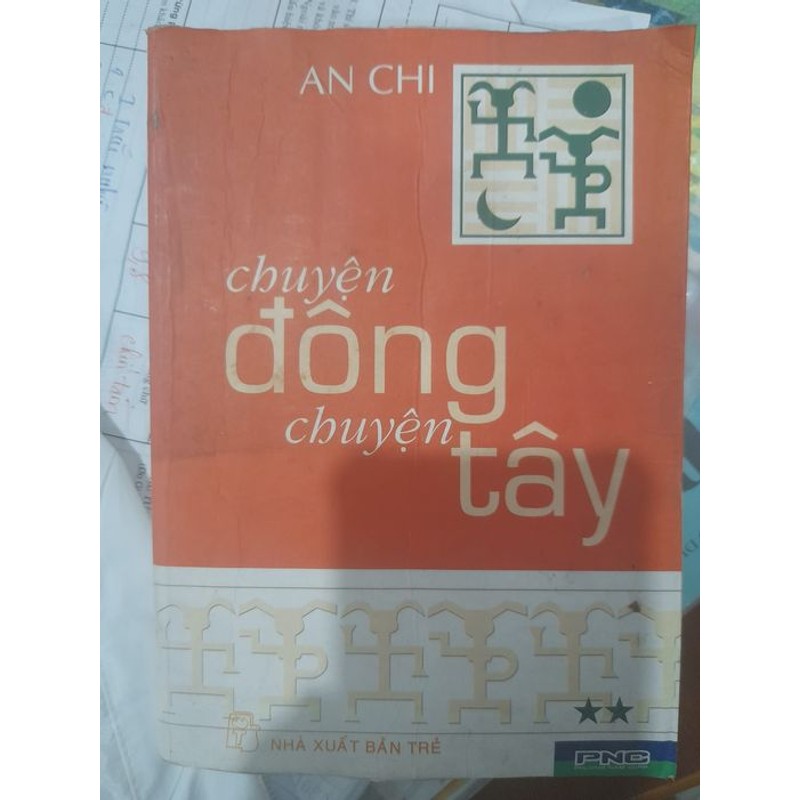 AN CHI
chuyện
đông
chuyện
tây
NHÀ XUẤT BẢN TRẺ
PNC